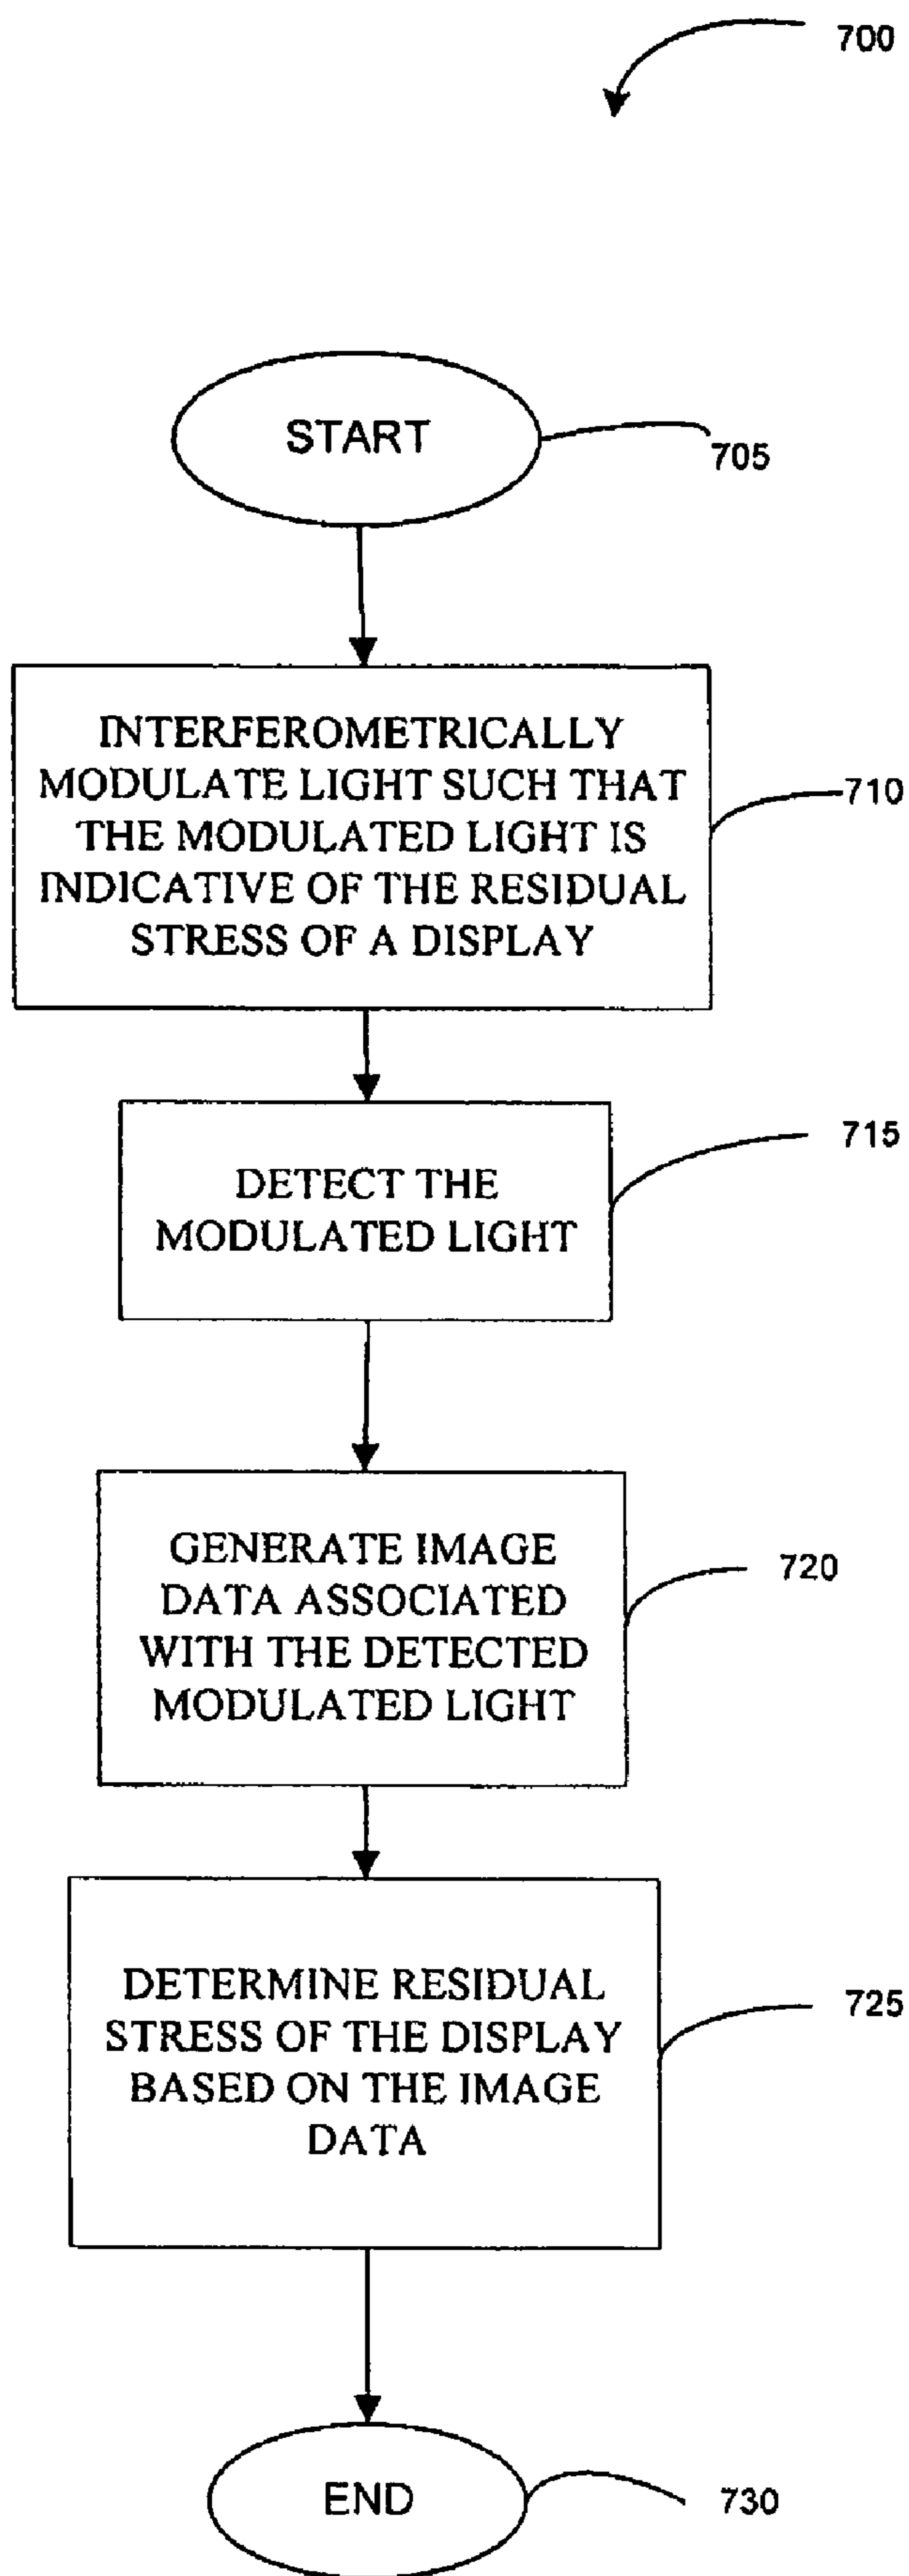 700
START
705
INTERFEROMETRICALLY
MODULATE LIGHT SUCH THAT
THE MODULATED LIGHT IS
INDICATIVE OF THE RESIDUAL
STRESS OF A DISPLAY
710
DETECT THE
MODULATED LIGHT
715
GENERATE IMAGE
DATA ASSOCIATED
WITH THE DETECTED
MODULATED LIGHT
720
DETERMINE RESIDUAL
STRESS OF THE DISPLAY
BASED ON THE IMAGE
DATA
725
END
730